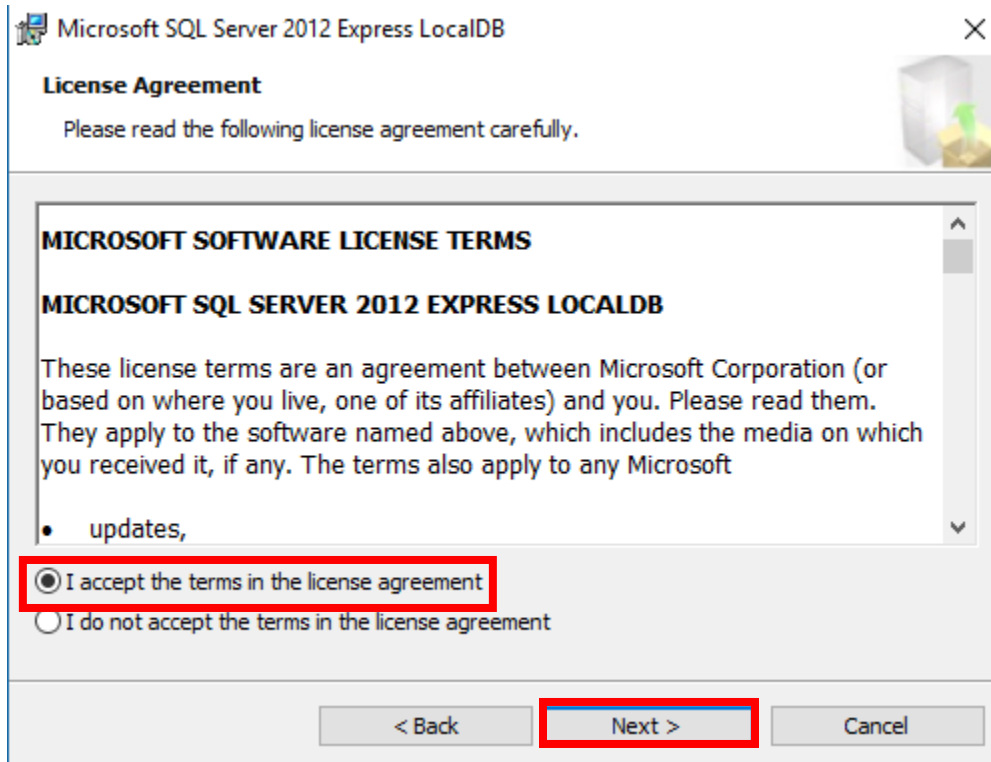 Microsoft SQL Server 2012 Express LocalDB
License Agreement
Please read the following license agreement carefully.
MICROSOFT SOFTWARE LICENSE TERMS
MICROSOFT SQL SERVER 2012 EXPRESS LOCALDB
These license terms are an agreement between Microsoft Corporation (or
based on where you live, one of its affiliates) and you. Please read them.
They apply to the software named above, which includes the media on which
you received it, if any. The terms also apply to any Microsoft
• updates,
I accept the terms in the license agreement
I do not accept the terms in the license agreement
< Back Next > Cancel